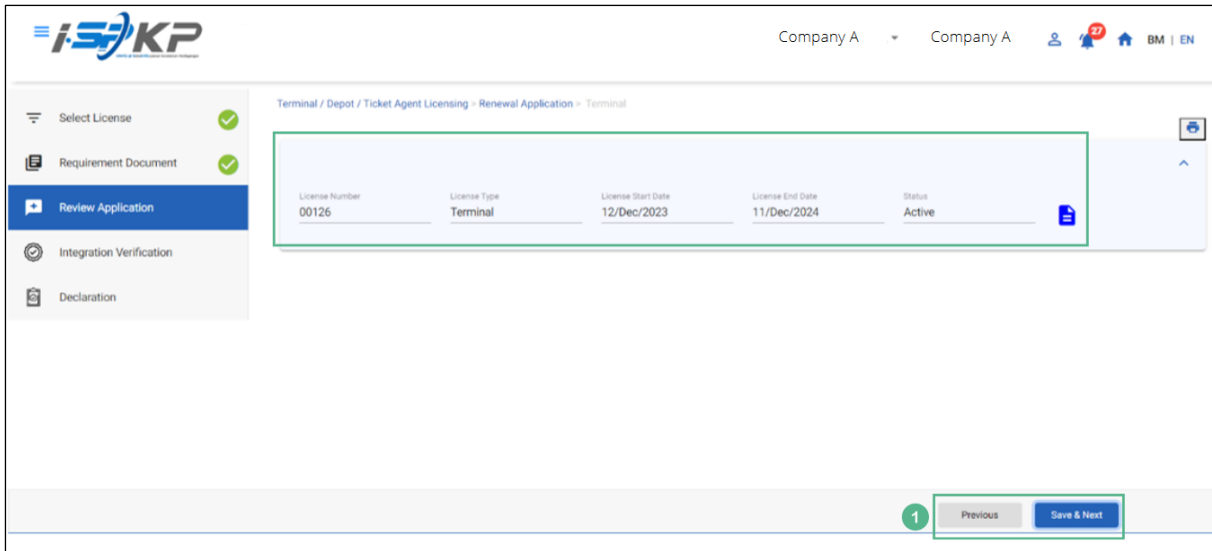 i-SPKP
Company A
Company A
27
BM | EN
Select License
Requirement Document
Review Application
Integration Verification
Declaration
Terminal / Depot / Ticket Agent Licensing > Renewal Application > Terminal
License Number
00126
License Type
Terminal
License Start Date
12/Dec/2023
License End Date
11/Dec/2024
Status
Active
1
Previous
Save & Next